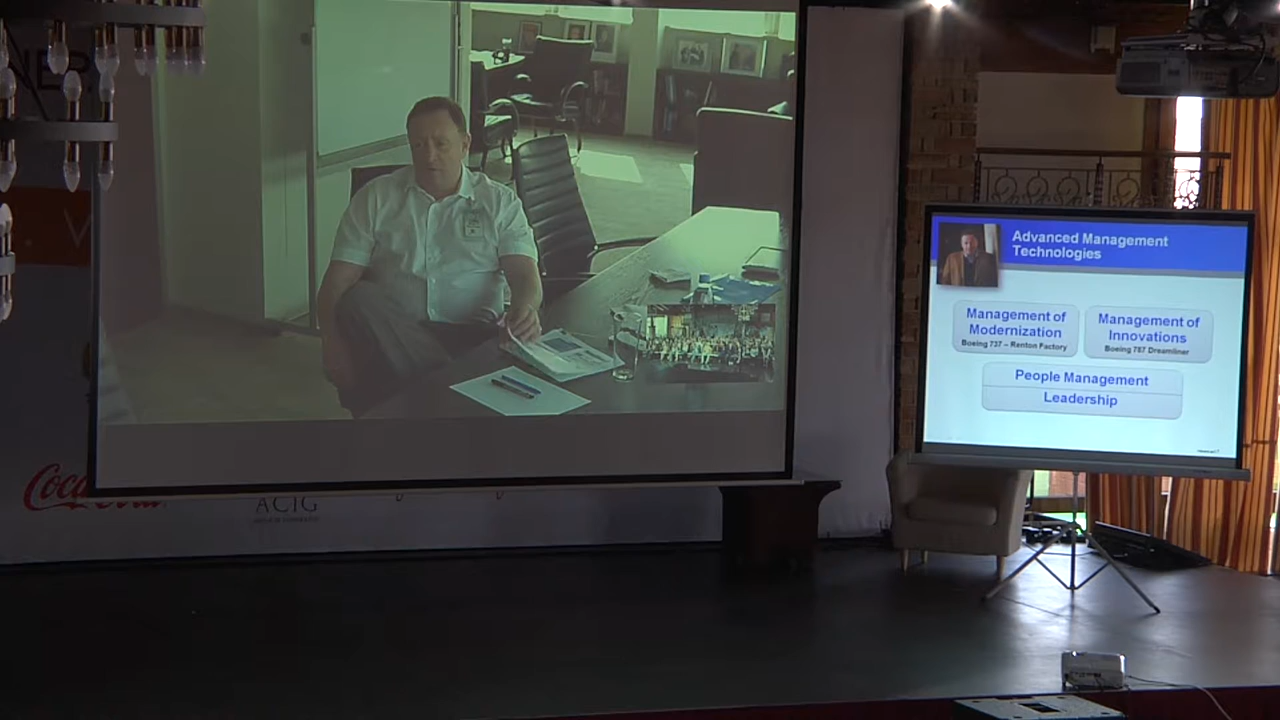 Advanced Management
Technologies
Management of
Modernization
Boeing 737 – Renton Factory
Management of
Innovations
Boeing 787 Dreamliner
People Management
Leadership
Coca-Cola
ACIG